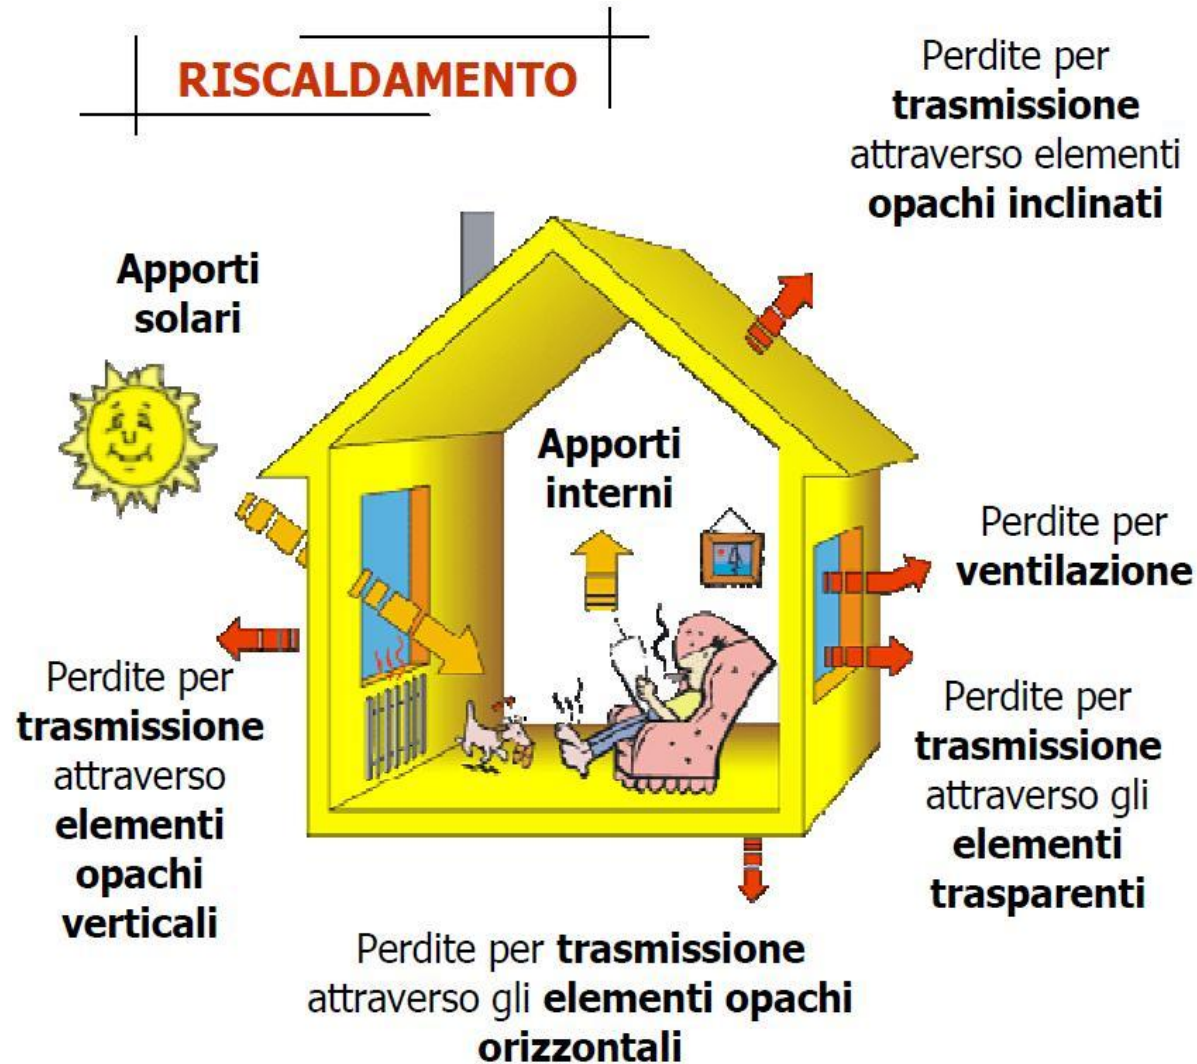 RISCALDAMENTO
Perdite per
trasmissione
attraverso elementi
opachi inclinati
Apporti
solari
Apporti
interni
Perdite per
ventilazione
Perdite per
trasmissione
attraverso
elementi
opachi
verticali
Perdite per
trasmissione
attraverso gli
elementi
trasparenti
Perdite per trasmissione
attraverso gli elementi opachi
orizzontali